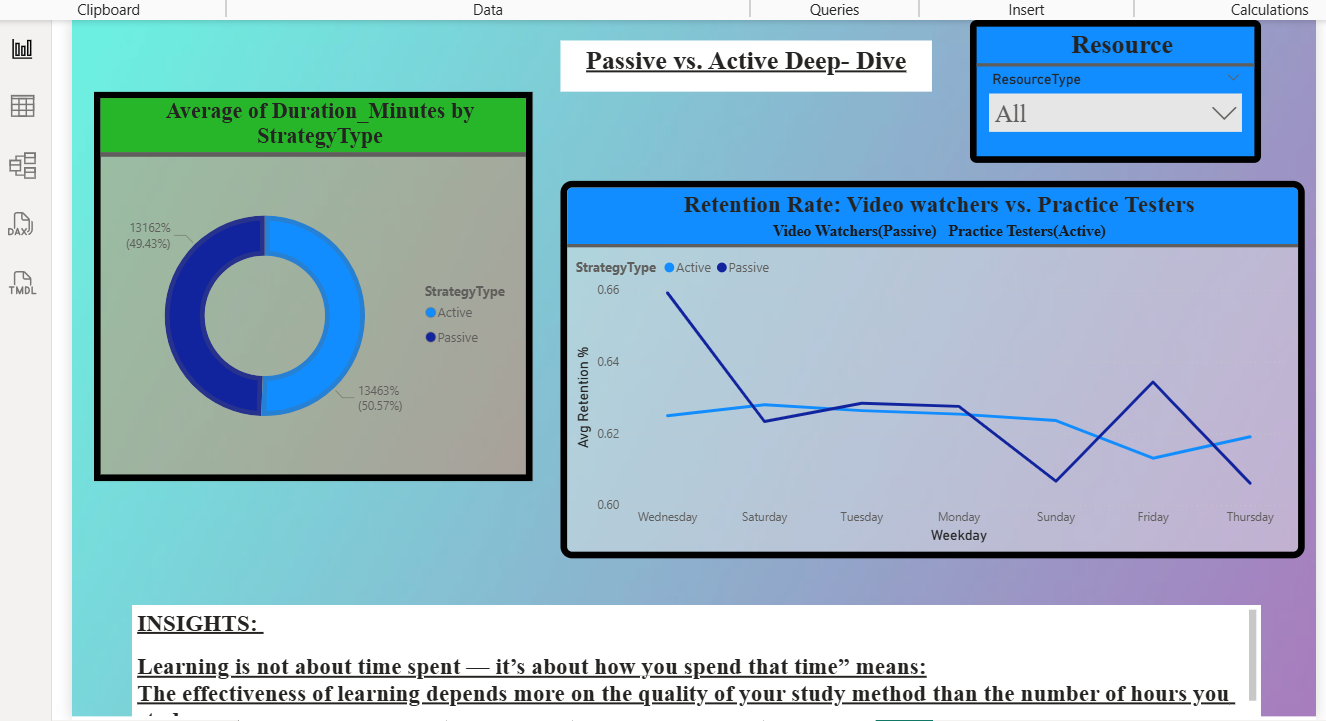 Clipboard Data Queries Insert Calculations
Passive vs. Active Deep- Dive
Resource
ResourceType
All
Average of Duration_Minutes by
StrategyType
13162%
(49.43%)
StrategyType
Active
Passive
13463%
(50.57%)
Retention Rate: Video watchers vs. Practice Testers
Video Watchers(Passive) Practice Testers(Active)
StrategyType Active Passive
Avg Retention %
0.66
0.64
0.62
0.60
Wednesday Saturday Tuesday Monday Sunday Friday Thursday
Weekday
DAX
TMDL
INSIGHTS:
Learning is not about time spent — it’s about how you spend that time” means:
The effectiveness of learning depends more on the quality of your study method than the number of hours you